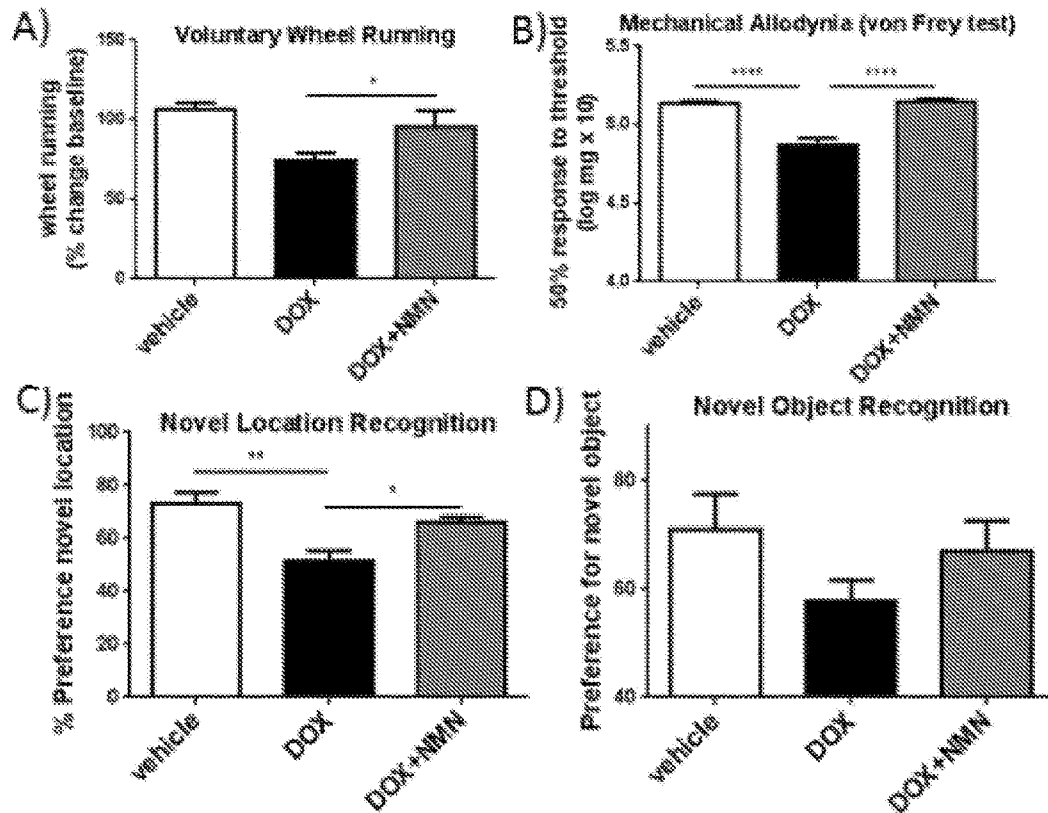 A)
Voluntary Wheel Running
wheel running
(% change baseline)
150
100
50
0
*
vehicle
DOX
DOX+NMN
B)
Mechanical Allodynia (von Frey test)
50% response to threshold
(log mg x 10)
5.5
5.0
4.5
4.0
****
****
vehicle
DOX
DOX+NMN
C)
Novel Location Recognition
% Preference novel location
100
80
60
40
20
0
**
*
vehicle
DOX
DOX+NMN
D)
Novel Object Recognition
Preference for novel object
80
60
40
vehicle
DOX
DOX+NMN